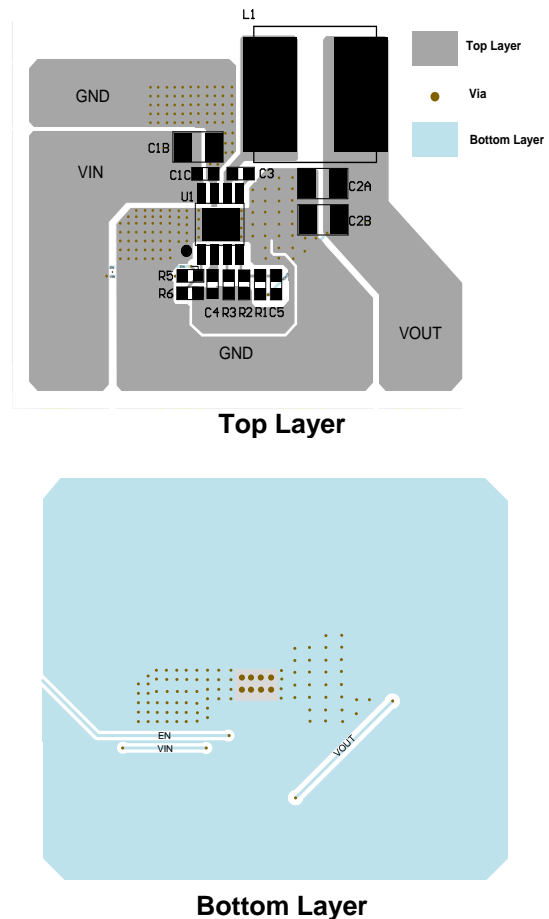 L1
Top Layer
GND
Via
C1B
Bottom Layer
VIN
C1C
C3
C2A
U1
C2B
R5
R6
C4 R3 R2 R1 C5
VOUT
GND
Top Layer
EN
VIN
VOUT
Bottom Layer